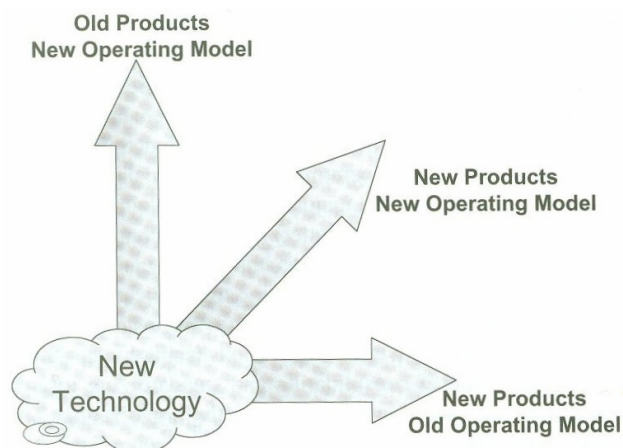 Old Products
New Operating Model
New Products
New Operating Model
New
Technology
New Products
Old Operating Model